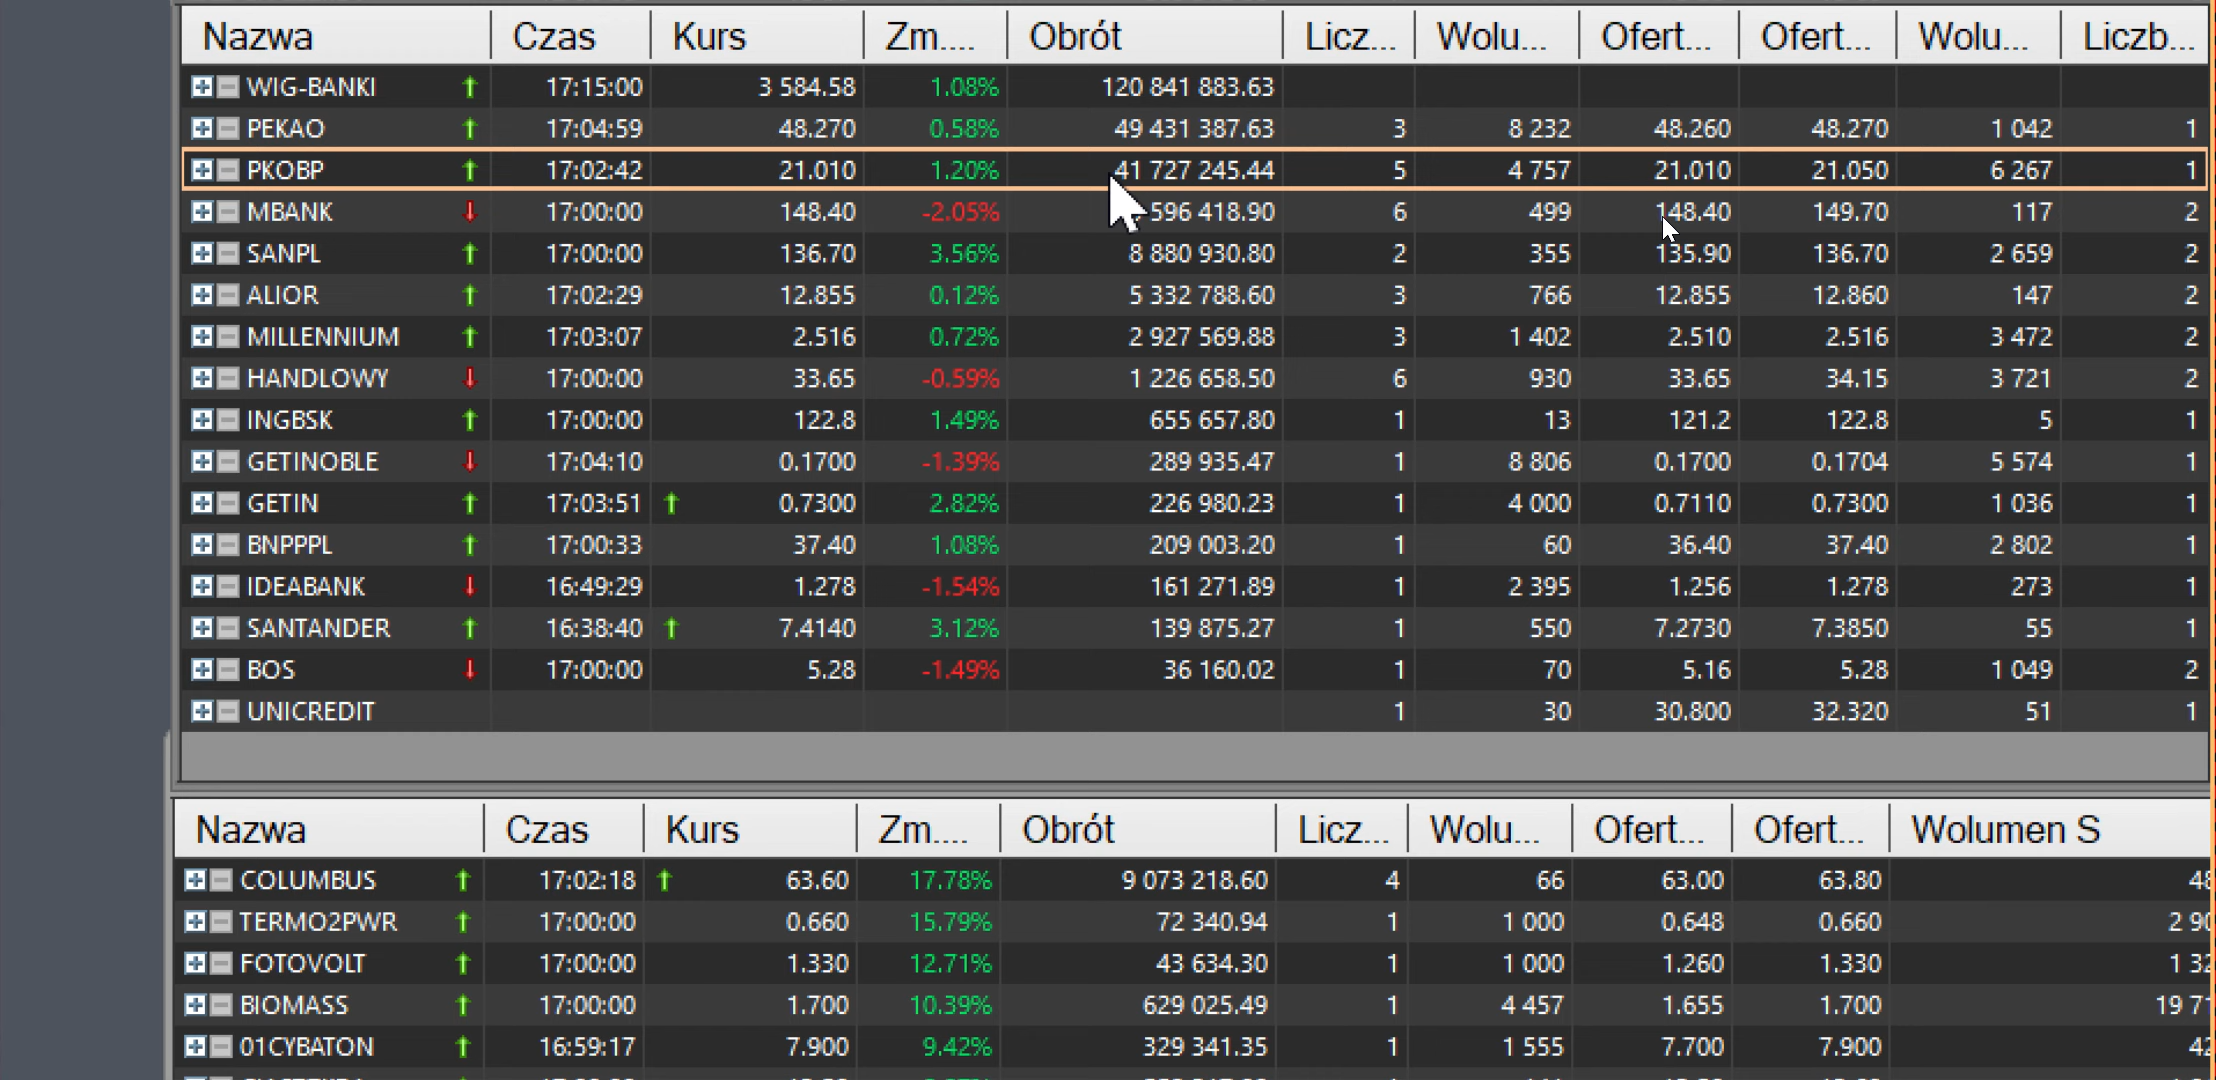 Nazwa Czas Kurs Zm.... Obrót Licz... Wolu... Ofert... Ofert... Wolu... Liczb...
WIG-BANKI 17:15:00 3 584.58 1.08% 120 841 883.63
PEKAO 17:04:59 48.270 0.58% 49 431 387.63 3 8 232 48.260 48.270 1 042 1
PKOBP 17:02:42 21.010 1.20% 41 727 245.44 5 4 757 21.010 21.050 6 267 1
MBANK 17:00:00 148.40 -2.05% 596 418.90 6 499 148.40 149.70 117 2
SANPL 17:00:00 136.70 3.56% 8 880 930.80 2 355 135.90 136.70 2 659 2
ALIOR 17:02:29 12.855 0.12% 5 332 788.60 3 766 12.855 12.860 147 2
MILLENNIUM 17:03:07 2.516 0.72% 2 927 569.88 3 1 402 2.510 2.516 3 472 2
HANDLOWY 17:00:00 33.65 -0.59% 1 226 658.50 6 930 33.65 34.15 3 721 2
INGBSK 17:00:00 122.8 1.49% 655 657.80 1 13 121.2 122.8 5 1
GETINOBLE 17:04:10 0.1700 -1.39% 289 935.47 1 8 806 0.1700 0.1704 5 574 1
GETIN 17:03:51 0.7300 2.82% 226 980.23 1 4 000 0.7110 0.7300 1 036 1
BNPPPL 17:00:33 37.40 1.08% 209 003.20 1 60 36.40 37.40 2 802 1
IDEABANK 16:49:29 1.278 -1.54% 161 271.89 1 2 395 1.256 1.278 273 1
SANTANDER 16:38:40 7.4140 3.12% 139 875.27 1 550 7.2730 7.3850 55 1
BOS 17:00:00 5.28 -1.49% 36 160.02 1 70 5.16 5.28 1 049 2
UNICREDIT 1 30 30.800 32.320 51 1
Nazwa Czas Kurs Zm.... Obrót Licz... Wolu... Ofert... Ofert... Wolumen S
COLUMBUS 17:02:18 63.60 17.78% 9 073 218.60 4 66 63.00 63.80 48
TERMO2PWR 17:00:00 0.660 15.79% 72 340.94 1 1 000 0.648 0.660 2 90
FOTOVOLT 17:00:00 1.330 12.71% 43 634.30 1 1 000 1.260 1.330 1 32
BIOMASS 17:00:00 1.700 10.39% 629 025.49 1 4 457 1.655 1.700 19 7
01CYBATON 16:59:17 7.900 9.42% 329 341.35 1 1 555 7.700 7.900 42